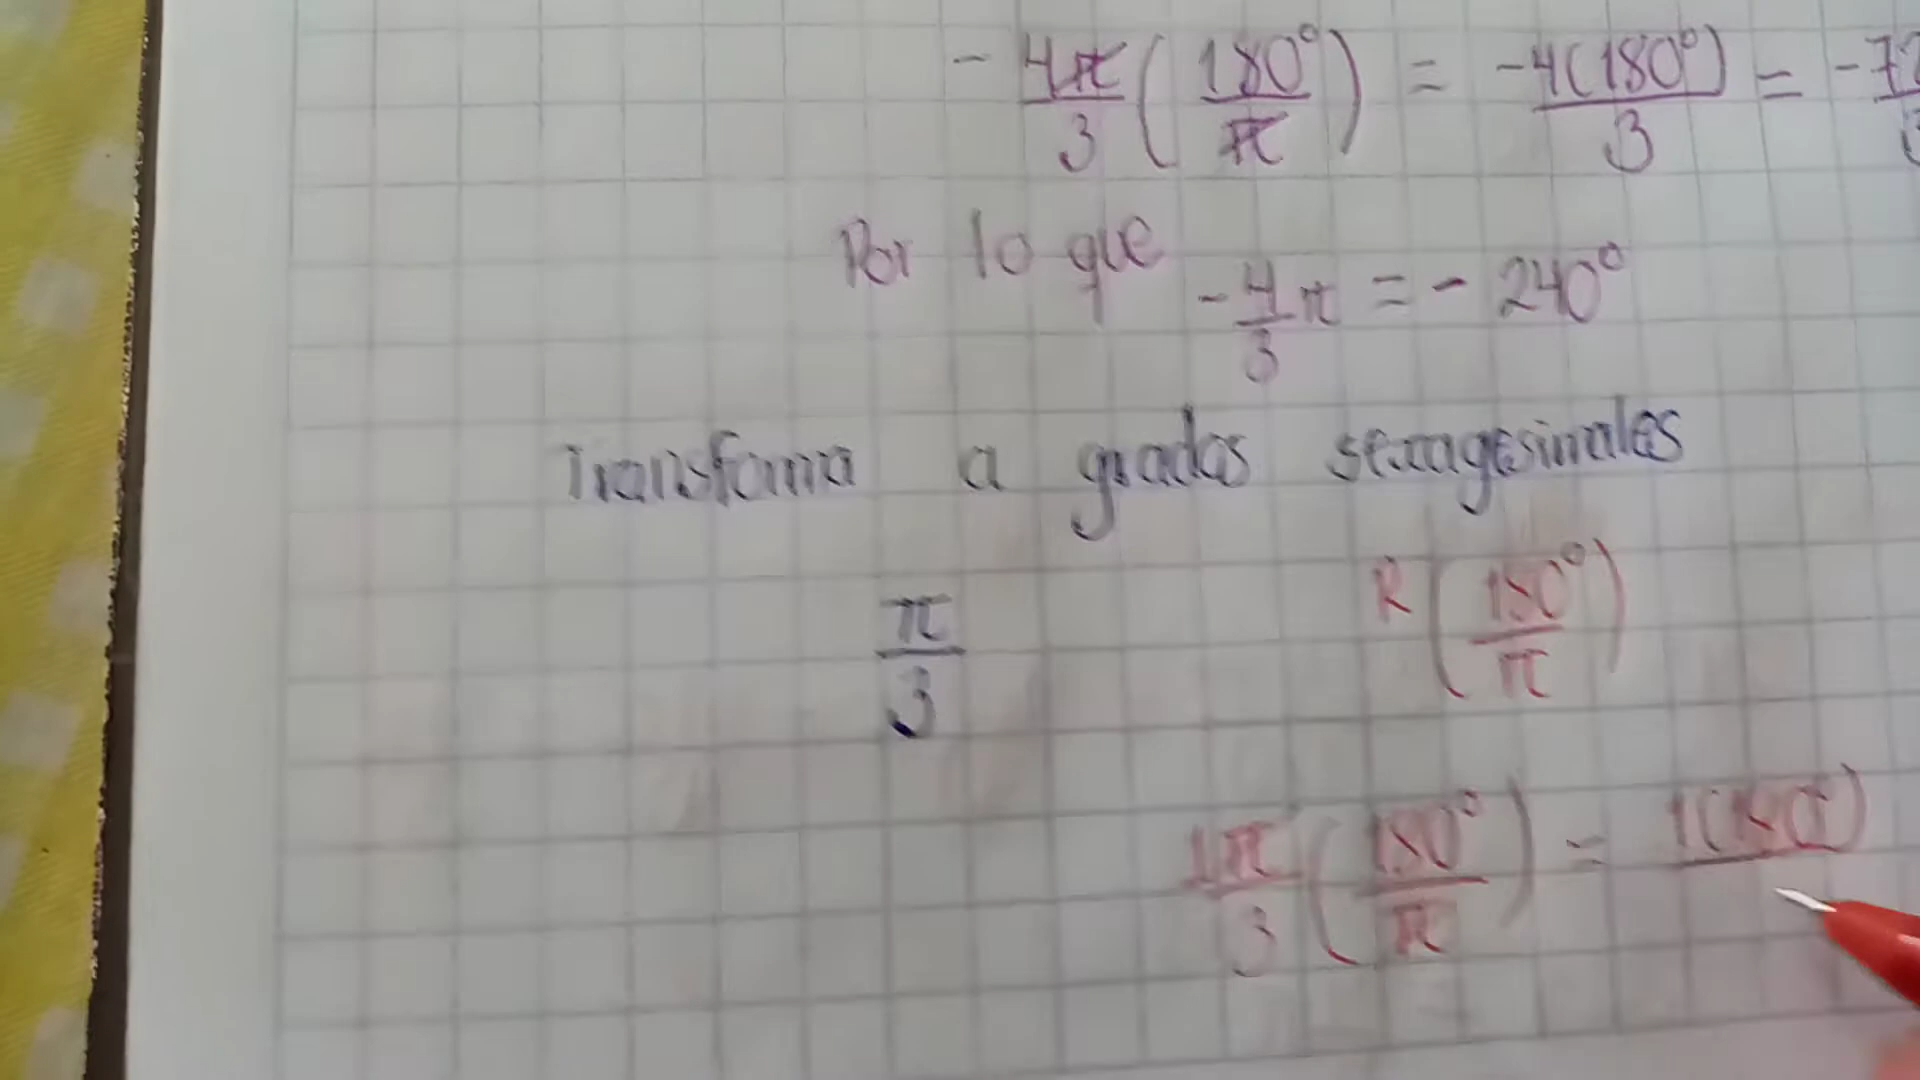 - 4π/3 (180°/π) = -4(180°)/3 = -72
Por lo que -4/3 π = - 240°
Transforma a grados sexagesimales
π/3 R (180°/π)
1π/3 (180°/π) = 1(180°)